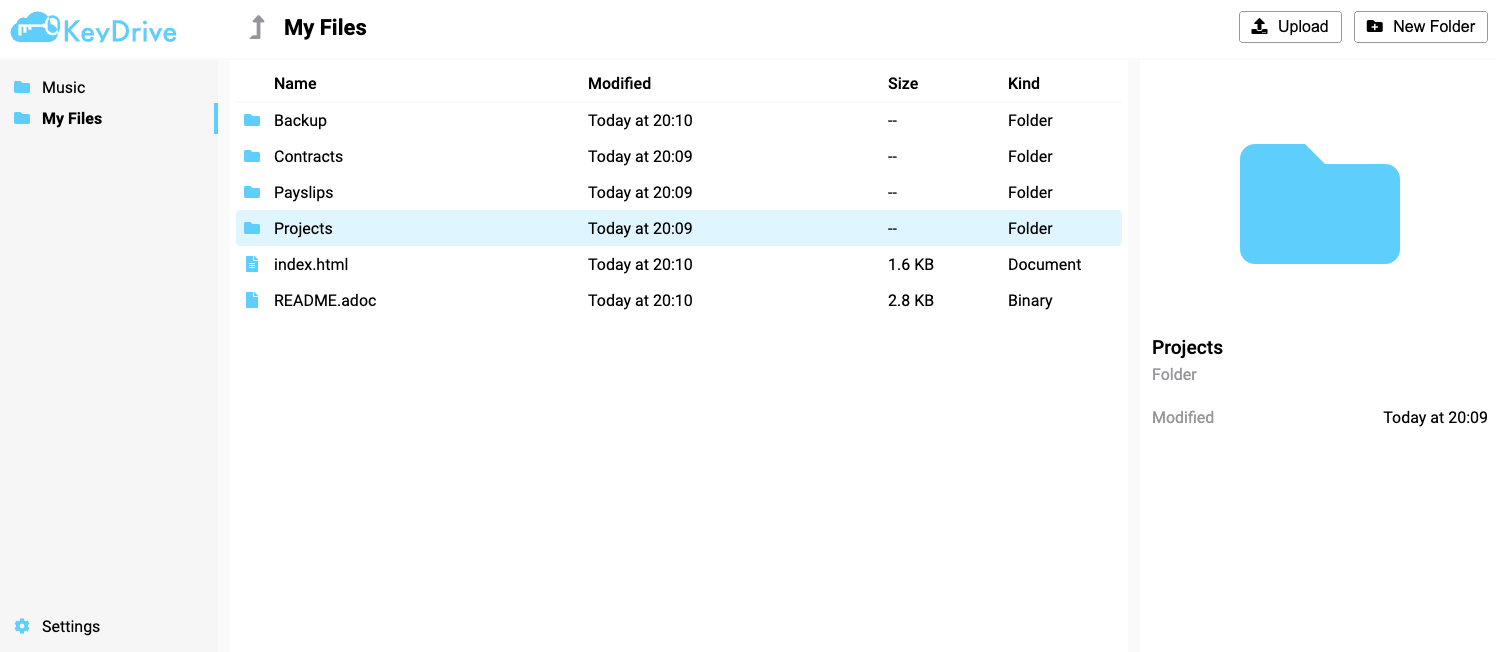 KeyDrive
My Files
Upload
New Folder
Music
My Files
Settings
Name Modified Size Kind
Backup Today at 20:10 -- Folder
Contracts Today at 20:09 -- Folder
Payslips Today at 20:09 -- Folder
Projects Today at 20:09 -- Folder
index.html Today at 20:10 1.6 KB Document
README.adoc Today at 20:10 2.8 KB Binary
Projects
Folder
Modified Today at 20:09